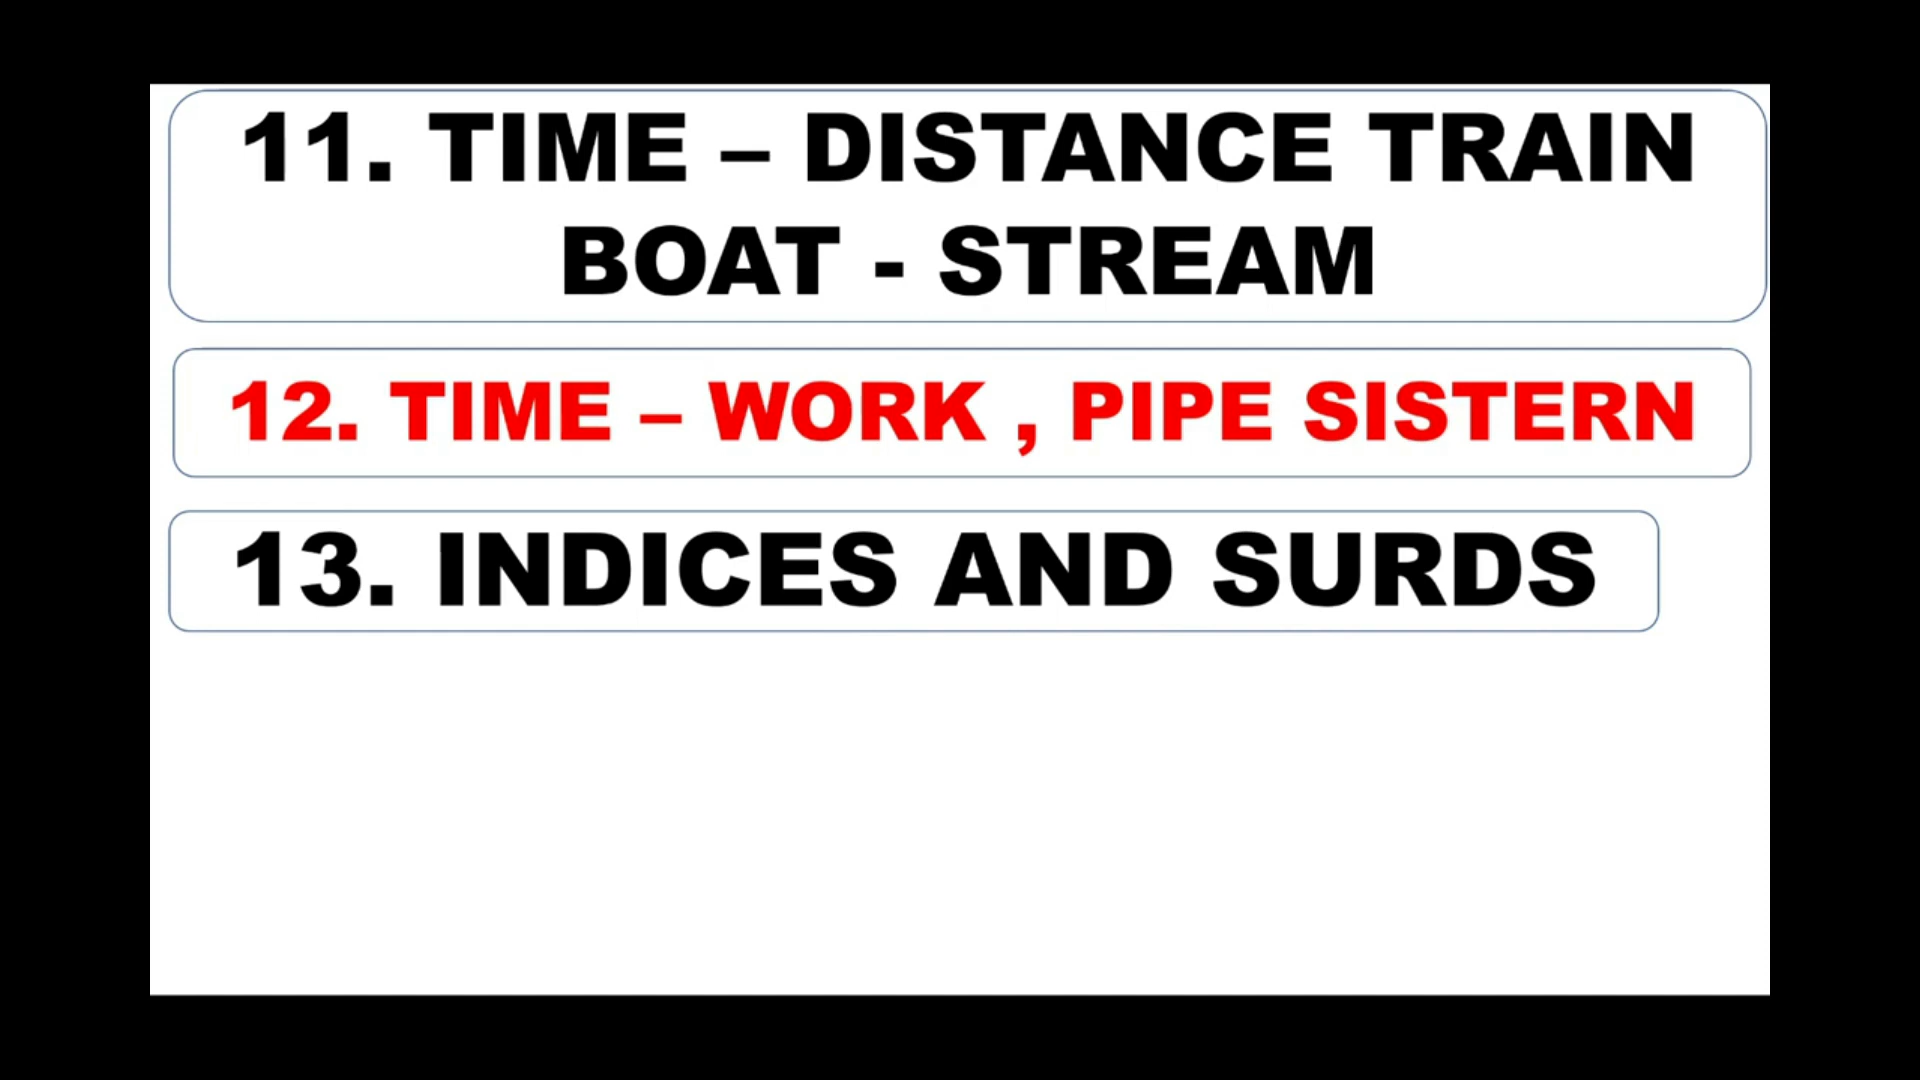 11. TIME – DISTANCE TRAIN
BOAT - STREAM
12. TIME – WORK , PIPE SISTERN
13. INDICES AND SURDS